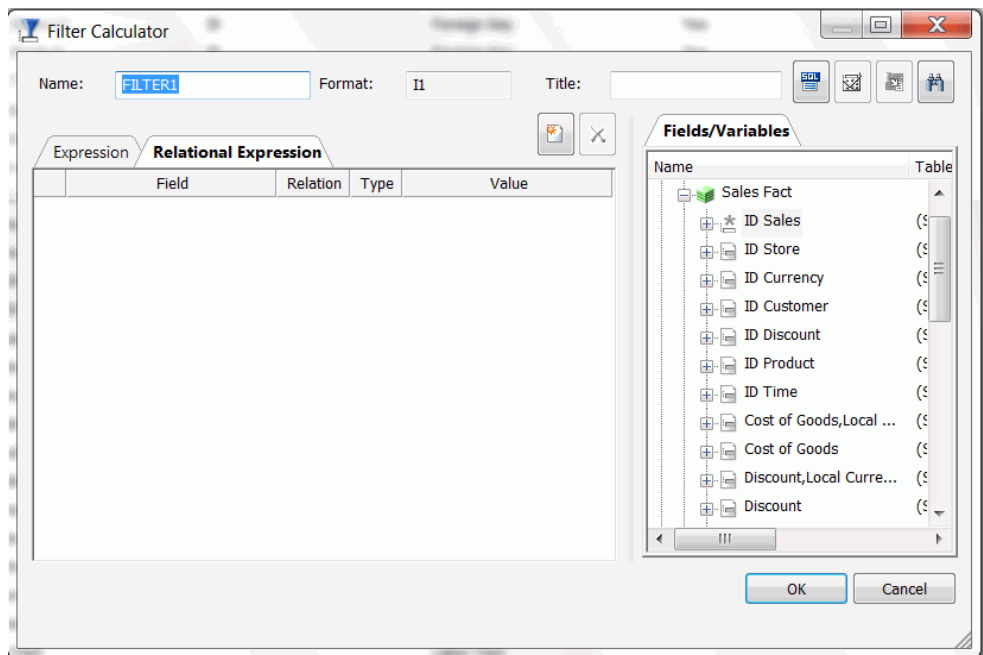 Filter Calculator
Name: FILTER1 Format: I1 Title: SQL
Expression Relational Expression Fields/Variables
Field Relation Type Value
Name Table
Sales Fact
ID Sales (S
ID Store (S
ID Currency (S
ID Customer (S
ID Discount (S
ID Product (S
ID Time (S
Cost of Goods,Local ... (S
Cost of Goods (S
Discount,Local Curre... (S
Discount (S
OK Cancel